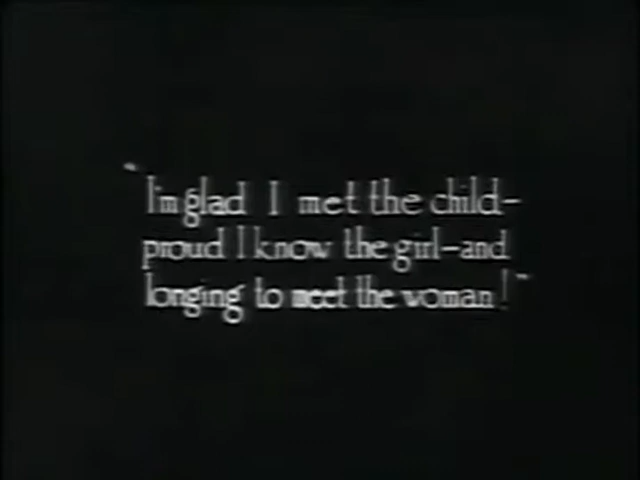 "I'm glad I met the child—
proud I know the girl—and
longing to meet the woman!"